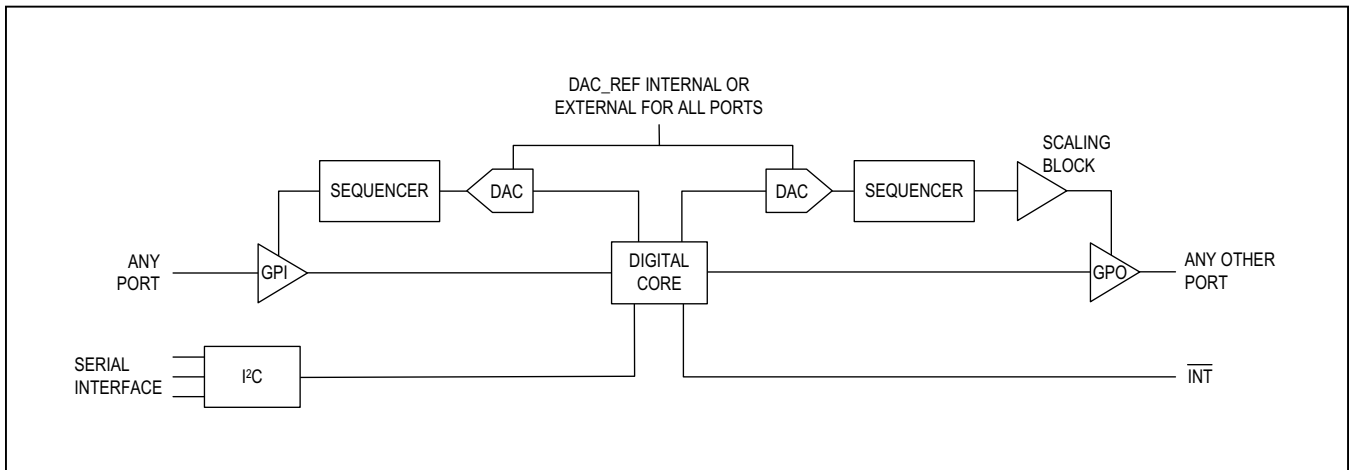 DAC_REF INTERNAL OR
EXTERNAL FOR ALL PORTS
SCALING
BLOCK
SEQUENCER
DAC
DAC
SEQUENCER
ANY
PORT
GPI
DIGITAL
CORE
GPO
ANY OTHER
PORT
SERIAL
INTERFACE
I²C
INT